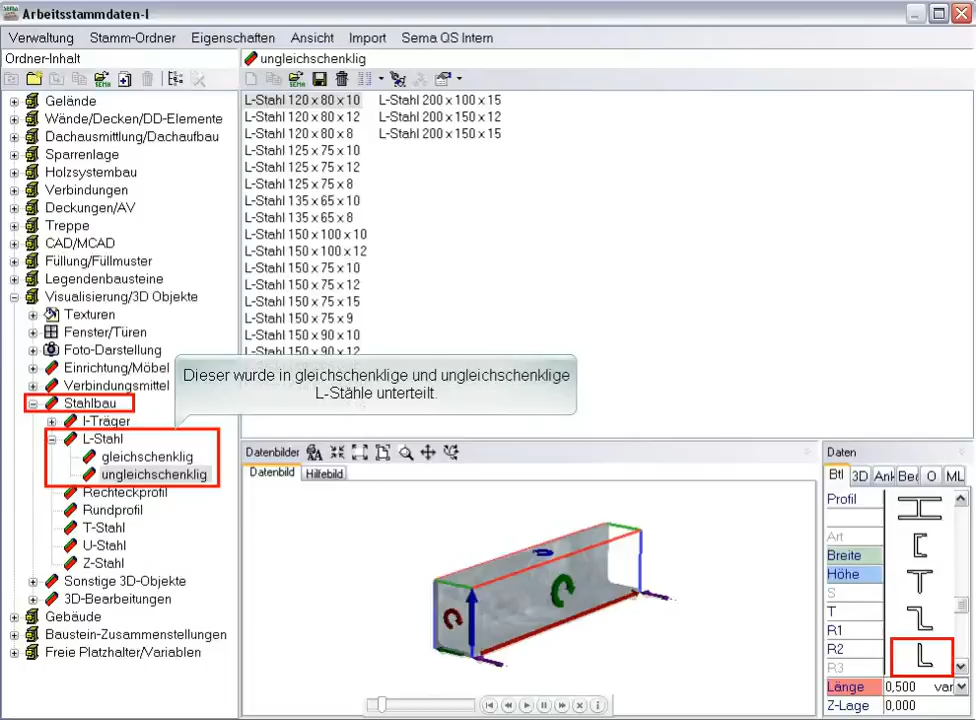 Arbeitsstammdaten-I
Verwaltung Stamm-Ordner Eigenschaften Ansicht Import Sema QS Intern
Ordner-Inhalt
ungleichschenklig
Gelände
Wände/Decken/DD-Elemente
Dachausmittlung/Dachaufbau
Sparrenlage
Holzsystembau
Verbindungen
Deckungen/AV
Treppe
CAD/MCAD
Füllung/Füllmuster
Legendenbausteine
Visualisierung/3D Objekte
Texturen
Fenster/Türen
Foto-Darstellung
Einrichtung/Möbel
Verbindungsmittel
Stahlbau
I-Träger
L-Stahl
gleichschenklig
ungleichschenklig
Rechteckprofil
Rundprofil
T-Stahl
U-Stahl
Z-Stahl
Sonstige 3D-Objekte
3D-Bearbeitungen
Gebäude
Baustein-Zusammenstellungen
Freie Platzhalter/Variablen
L-Stahl 120 x 80 x 10 L-Stahl 200 x 100 x 15
L-Stahl 120 x 80 x 12 L-Stahl 200 x 150 x 12
L-Stahl 120 x 80 x 8 L-Stahl 200 x 150 x 15
L-Stahl 125 x 75 x 10
L-Stahl 125 x 75 x 12
L-Stahl 125 x 75 x 8
L-Stahl 135 x 65 x 10
L-Stahl 135 x 65 x 8
L-Stahl 150 x 100 x 10
L-Stahl 150 x 100 x 12
L-Stahl 150 x 75 x 10
L-Stahl 150 x 75 x 12
L-Stahl 150 x 75 x 15
L-Stahl 150 x 75 x 9
L-Stahl 150 x 90 x 10
L-Stahl 150 x 90 x 12
Dieser wurde in gleichschenklige und ungleichschenklige
L-Stähle unterteilt.
Datenbilder
Datenbild Hillebild
Daten
Btl 3D Ank O ML
Profil
Art
Breite
Höhe
S
T
R1
R2
R3
Länge 0,500 var
Z-Lage 0,000